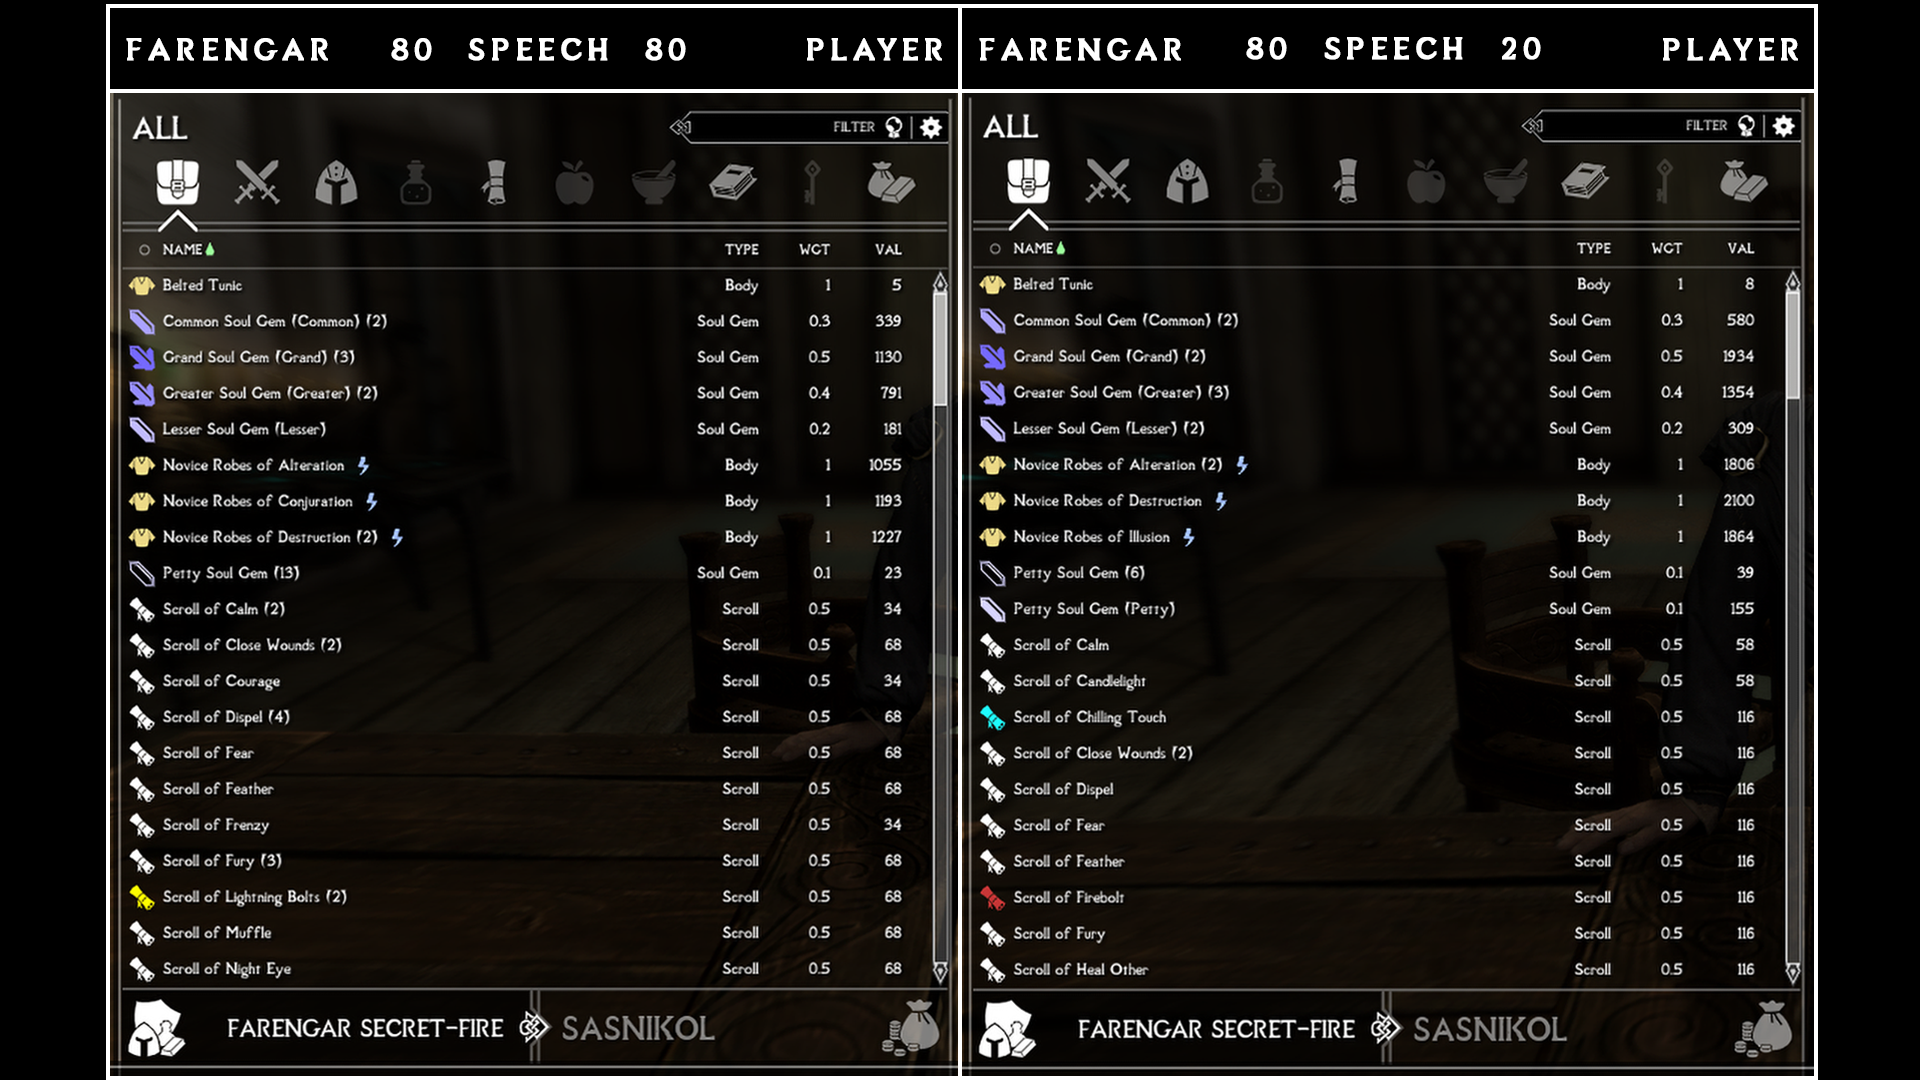 FARENGAR 80 SPEECH 80 PLAYER
ALL
FILTER
NAME TYPE WGT VAL
Belted Tunic Body 1 5
Common Soul Gem (Common) (2) Soul Gem 0.3 339
Grand Soul Gem (Grand) (3) Soul Gem 0.5 1130
Greater Soul Gem (Greater) (2) Soul Gem 0.4 791
Lesser Soul Gem (Lesser) Soul Gem 0.2 181
Novice Robes of Alteration Body 1 1055
Novice Robes of Conjuration Body 1 1193
Novice Robes of Destruction (2) Body 1 1227
Petty Soul Gem (13) Soul Gem 0.1 23
Scroll of Calm (2) Scroll 0.5 34
Scroll of Close Wounds (2) Scroll 0.5 68
Scroll of Courage Scroll 0.5 34
Scroll of Dispel (4) Scroll 0.5 68
Scroll of Fear Scroll 0.5 68
Scroll of Feather Scroll 0.5 68
Scroll of Frenzy Scroll 0.5 34
Scroll of Fury (3) Scroll 0.5 68
Scroll of Lightning Bolts (2) Scroll 0.5 68
Scroll of Muffle Scroll 0.5 68
Scroll of Night Eye Scroll 0.5 68
FARENGAR SECRET-FIRE SASNIKOL
FARENGAR 80 SPEECH 20 PLAYER
ALL
FILTER
NAME TYPE WGT VAL
Belted Tunic Body 1 8
Common Soul Gem (Common) (2) Soul Gem 0.3 580
Grand Soul Gem (Grand) (2) Soul Gem 0.5 1934
Greater Soul Gem (Greater) (3) Soul Gem 0.4 1354
Lesser Soul Gem (Lesser) (2) Soul Gem 0.2 309
Novice Robes of Alteration (2) Body 1 1806
Novice Robes of Destruction Body 1 2100
Novice Robes of Illusion Body 1 1864
Petty Soul Gem (6) Soul Gem 0.1 39
Petty Soul Gem (Petty) Soul Gem 0.1 155
Scroll of Calm Scroll 0.5 58
Scroll of Candlelight Scroll 0.5 58
Scroll of Chilling Touch Scroll 0.5 116
Scroll of Close Wounds (2) Scroll 0.5 116
Scroll of Dispel Scroll 0.5 116
Scroll of Fear Scroll 0.5 116
Scroll of Feather Scroll 0.5 116
Scroll of Firebolt Scroll 0.5 116
Scroll of Fury Scroll 0.5 116
Scroll of Heal Other Scroll 0.5 116
FARENGAR SECRET-FIRE SASNIKOL